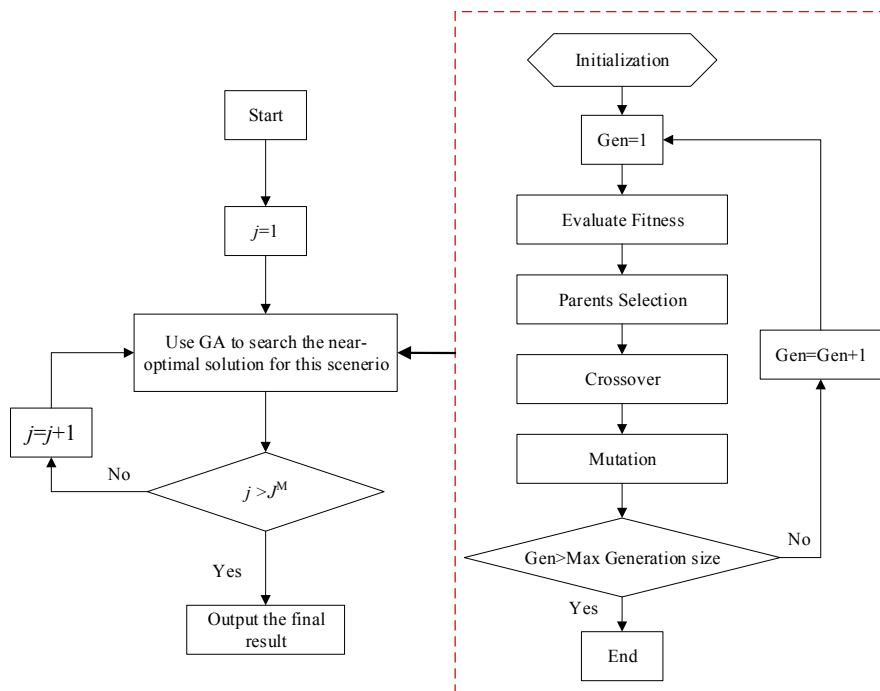 Start
j=1
Use GA to search the near-
optimal solution for this scenerio
j=j+1
No
j >J^M
Yes
Output the final
result
Initialization
Gen=1
Evaluate Fitness
Parents Selection
Gen=Gen+1
Crossover
Mutation
Gen>Max Generation size
No
Yes
End